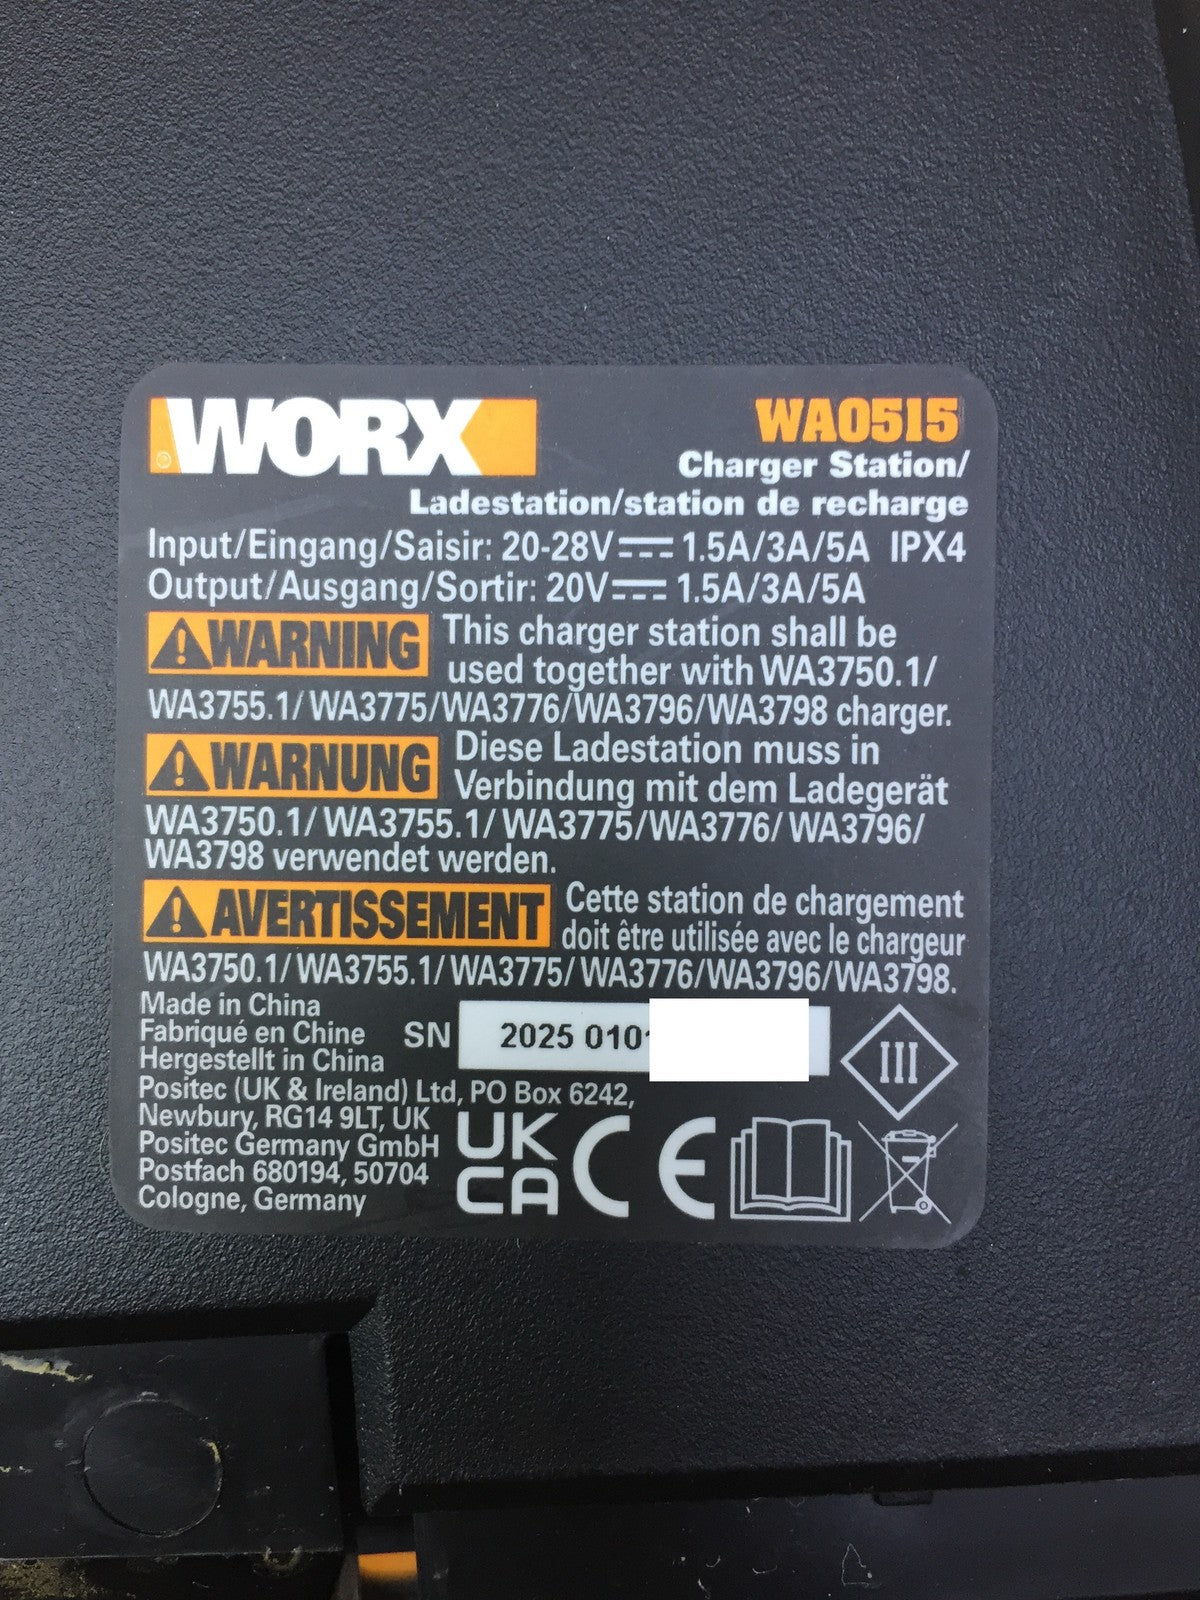 WORX
WA0515
Charger Station/
Ladestation/station de recharge
Input/Eingang/Saisir: 20-28V⎓1.5A/3A/5A IPX4
Output/Ausgang/Sortir: 20V⎓1.5A/3A/5A
WARNING This charger station shall be
used together with WA3750.1/
WA3755.1/ WA3775/WA3776/WA3796/WA3798 charger.
WARNUNG Diese Ladestation muss in
Verbindung mit dem Ladegerät
WA3750.1/ WA3755.1/ WA3775/WA3776/ WA3796/
WA3798 verwendet werden.
AVERTISSEMENT Cette station de chargement
doit être utilisée avec le chargeur
WA3750.1/ WA3755.1/ WA3775/ WA3776/WA3796/WA3798.
Made in China
Fabriqué en Chine
Hergestellt in China
SN 2025 010
III
Positec (UK & Ireland) Ltd, PO Box 6242,
Newbury, RG14 9LT, UK
Positec Germany GmbH
Postfach 680194, 50704
Cologne, Germany
UK
CA CE